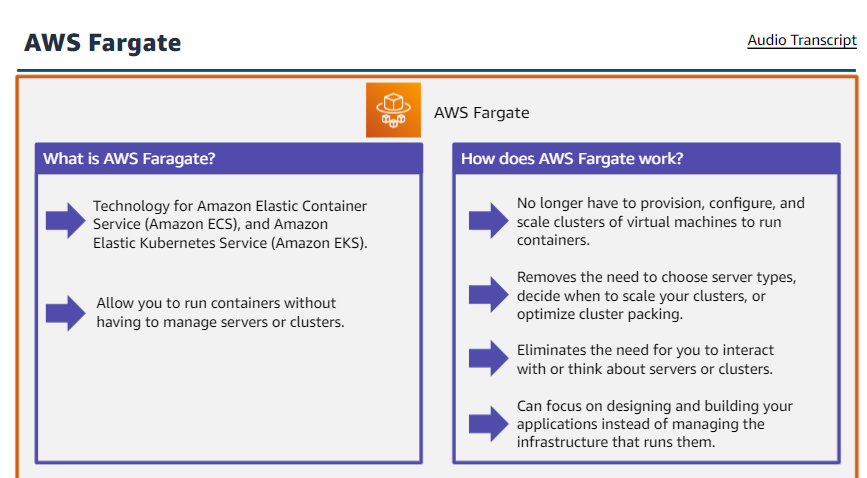 AWS Fargate
Audio Transcript
AWS Fargate
What is AWS Faragate?
Technology for Amazon Elastic Container
Service (Amazon ECS), and Amazon
Elastic Kubernetes Service (Amazon EKS).
Allow you to run containers without
having to manage servers or clusters.
How does AWS Fargate work?
No longer have to provision, configure, and
scale clusters of virtual machines to run
containers.
Removes the need to choose server types,
decide when to scale your clusters, or
optimize cluster packing.
Eliminates the need for you to interact
with or think about servers or clusters.
Can focus on designing and building your
applications instead of managing the
infrastructure that runs them.